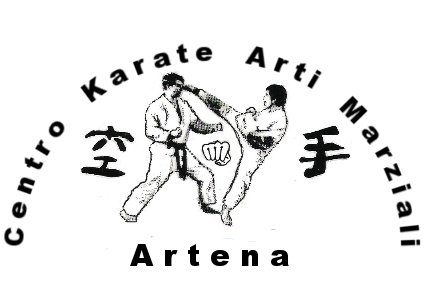 Centro Karate Arti Marziali
空 手
Artena